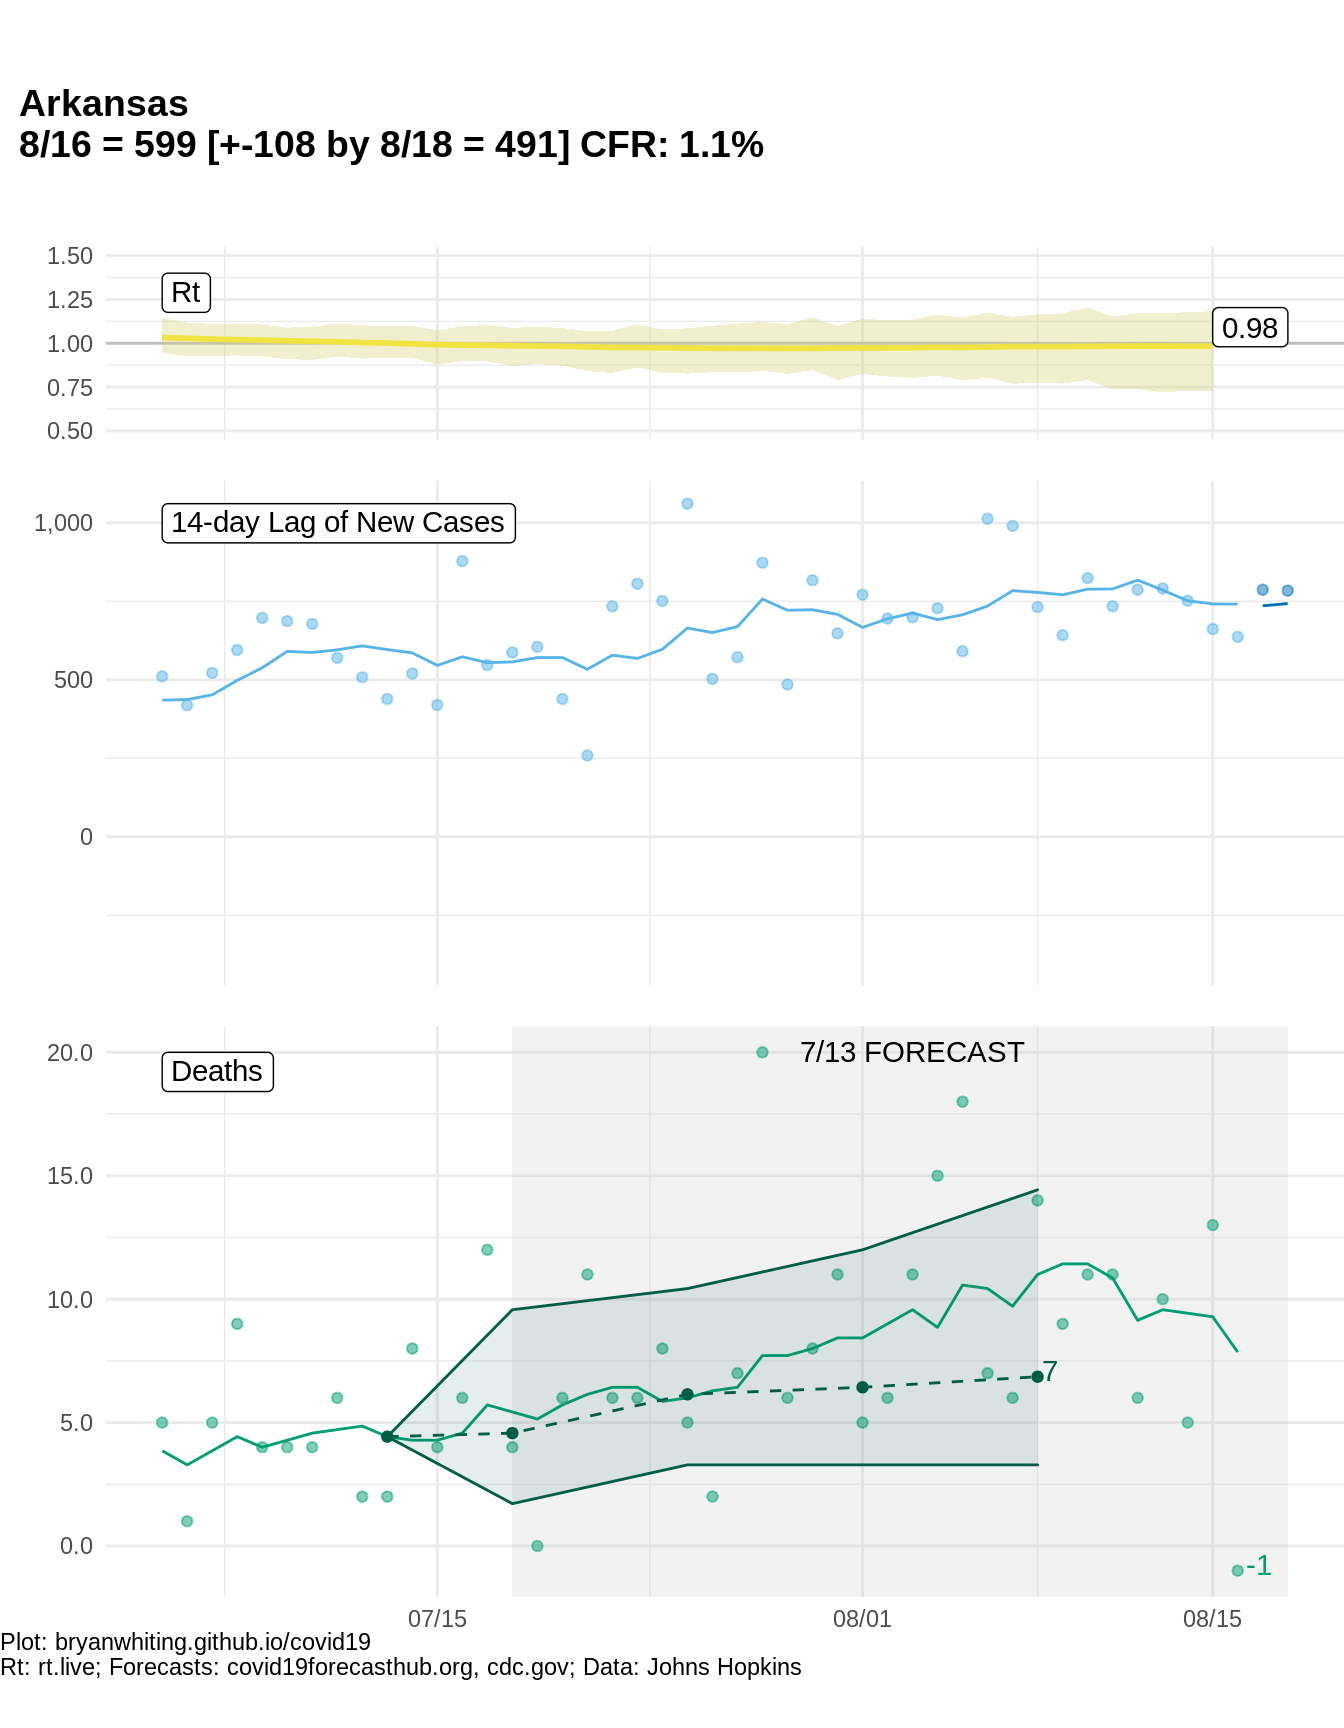 Arkansas
8/16 = 599 [+-108 by 8/18 = 491] CFR: 1.1%
1.50
1.25
1.00
0.75
0.50
Rt
0.98
1,000
500
0
14-day Lag of New Cases
20.0
15.0
10.0
5.0
0.0
Deaths
7/13 FORECAST
7
-1
07/15
08/01
08/15
Plot: bryanwhiting.github.io/covid19
Rt: rt.live; Forecasts: covid19forecasthub.org, cdc.gov; Data: Johns Hopkins